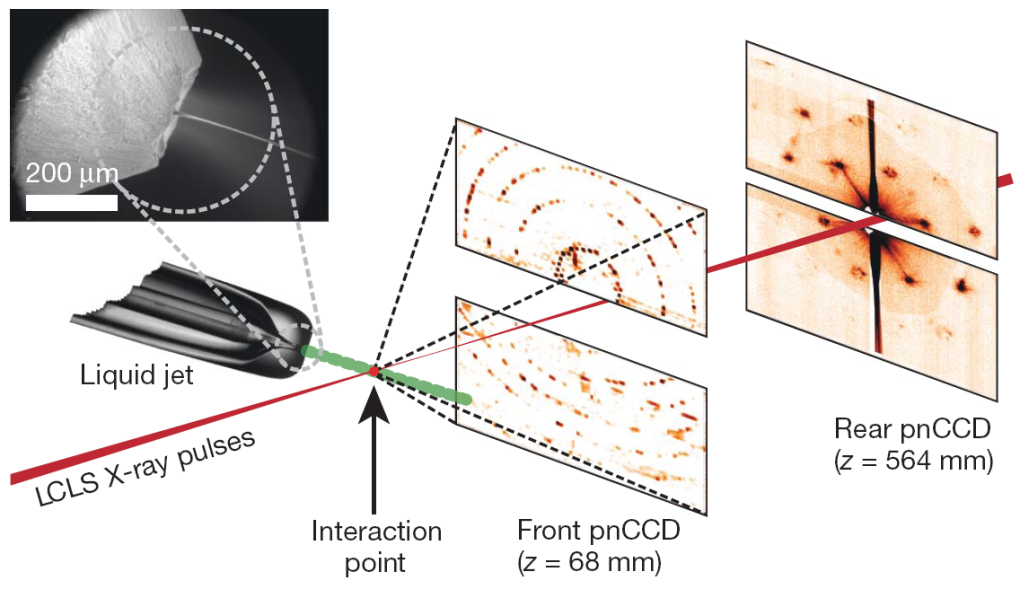 200 μm
Liquid jet
LCLS X-ray pulses
Interaction
point
Front pnCCD
(z = 68 mm)
Rear pnCCD
(z = 564 mm)